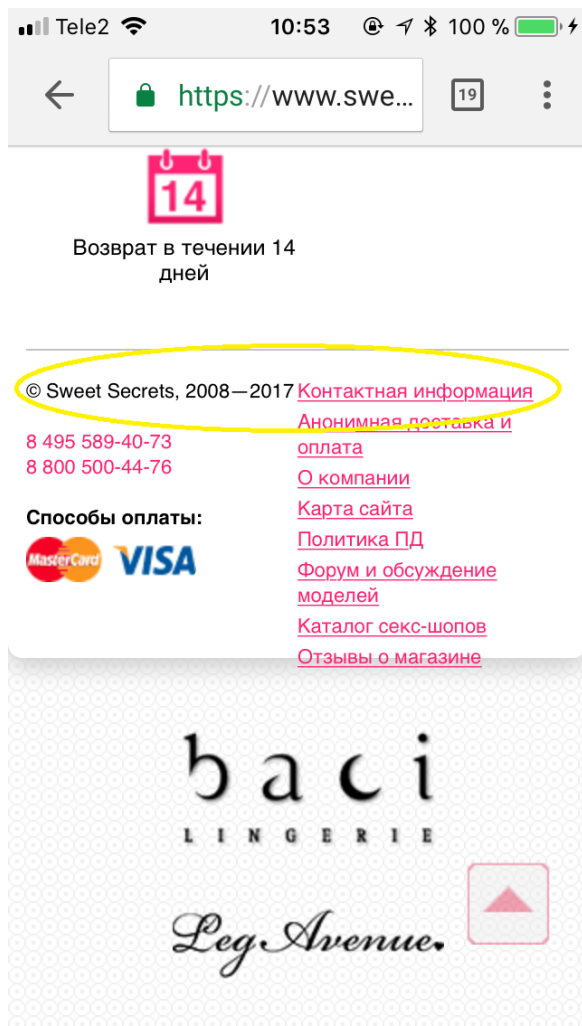 Tele2 10:53 100 %
https://www.swe... 19
14
Возврат в течении 14
дней
© Sweet Secrets, 2008—2017
8 495 589-40-73
8 800 500-44-76
Способы оплаты:
MasterCard VISA
Контактная информация
Анонимная доставка и
оплата
О компании
Карта сайта
Политика ПД
Форум и обсуждение
моделей
Каталог секс-шопов
Отзывы о магазине
baci
LINGERIE
Leg Avenue.